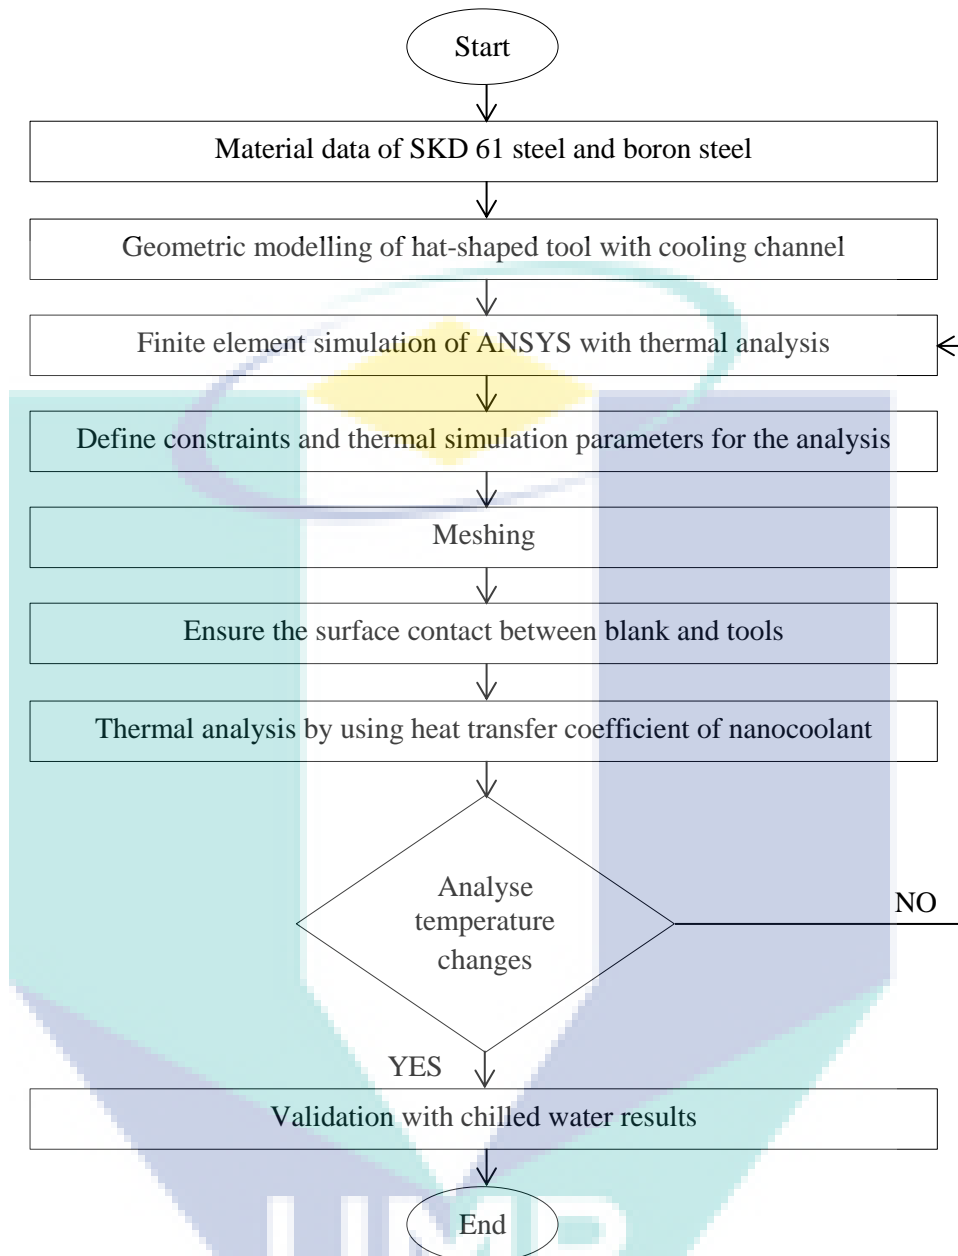 Start
Material data of SKD 61 steel and boron steel
Geometric modelling of hat-shaped tool with cooling channel
Finite element simulation of ANSYS with thermal analysis
Define constraints and thermal simulation parameters for the analysis
Meshing
Ensure the surface contact between blank and tools
Thermal analysis by using heat transfer coefficient of nanocoolant
Analyse
temperature
changes
NO
YES
Validation with chilled water results
End
UMP